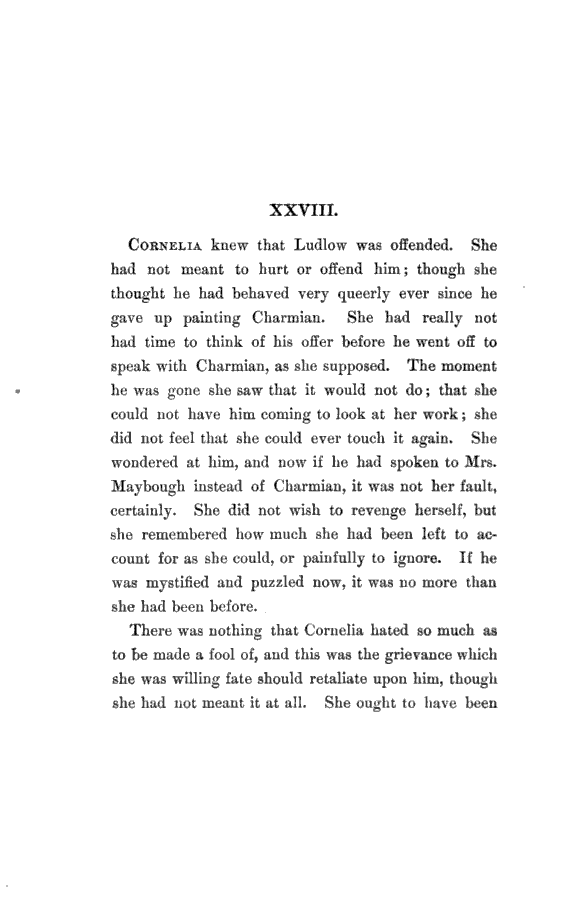 XXVIII.
Cornelia knew that Ludlow was offended. She
had not meant to hurt or offend him; though she
thought he had behaved very queerly ever since he
gave up painting Charmian. She had really not
had time to think of his offer before he went off to
speak with Charmian, as she supposed. The moment
he was gone she saw that it would not do; that she
could not have him coming to look at her work; she
did not feel that she could ever touch it again. She
wondered at him, and now if he had spoken to Mrs.
Maybough instead of Charmian, it was not her fault,
certainly. She did not wish to revenge herself, but
she remembered how much she had been left to ac-
count for as she could, or painfully to ignore. If he
was mystified and puzzled now, it was no more than
she had been before.
There was nothing that Cornelia hated so much as
to be made a fool of, and this was the grievance which
she was willing fate should retaliate upon him, though
she had not meant it at all. She ought to have been